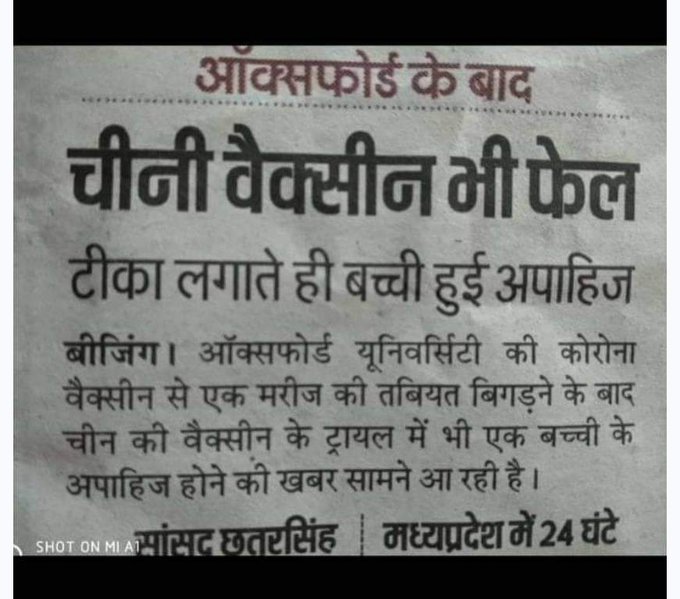 ऑक्सफोर्ड के बाद
चीनी वैक्सीन भी फेल
टीका लगाते ही बच्ची हुई अपाहिज
बीजिंग। ऑक्सफोर्ड यूनिवर्सिटी की कोरोना
वैक्सीन से एक मरीज की तबियत बिगड़ने के बाद
चीन की वैक्सीन के ट्रायल में भी एक बच्ची के
अपाहिज होने की खबर सामने आ रही है।
SHOT ON MI A1
सांसद छतरसिंह | मध्यप्रदेश में 24 घंटे